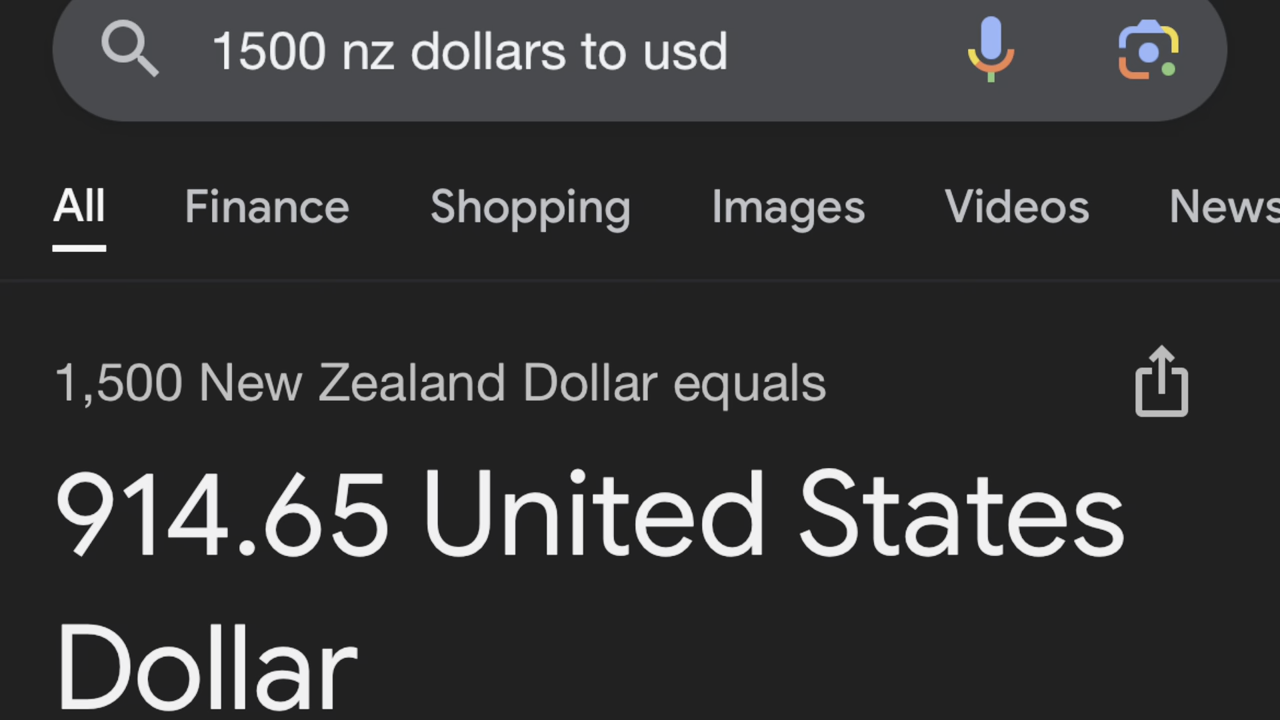 1500 nz dollars to usd
All Finance Shopping Images Videos News
1,500 New Zealand Dollar equals
914.65 United States
Dollar